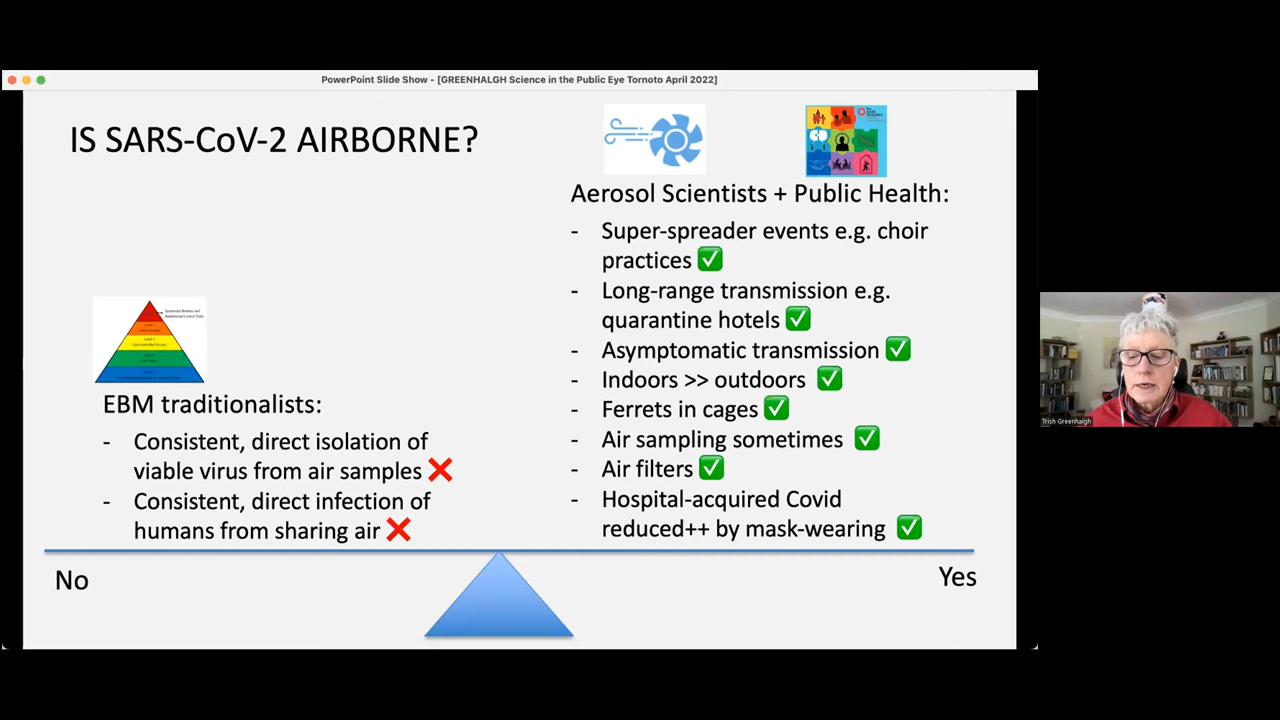 PowerPoint Slide Show - [GREENHALGH Science in the Public Eye Tornoto April 2022]
IS SARS-CoV-2 AIRBORNE?
Aerosol Scientists + Public Health:
- Super-spreader events e.g. choir
practices ✅
- Long-range transmission e.g.
quarantine hotels ✅
- Asymptomatic transmission ✅
- Indoors >> outdoors ✅
- Ferrets in cages ✅
- Air sampling sometimes ✅
- Air filters ✅
- Hospital-acquired Covid
reduced++ by mask-wearing ✅
EBM traditionalists:
- Consistent, direct isolation of
viable virus from air samples ❌
- Consistent, direct infection of
humans from sharing air ❌
No
Yes
Trish Greenhalgh